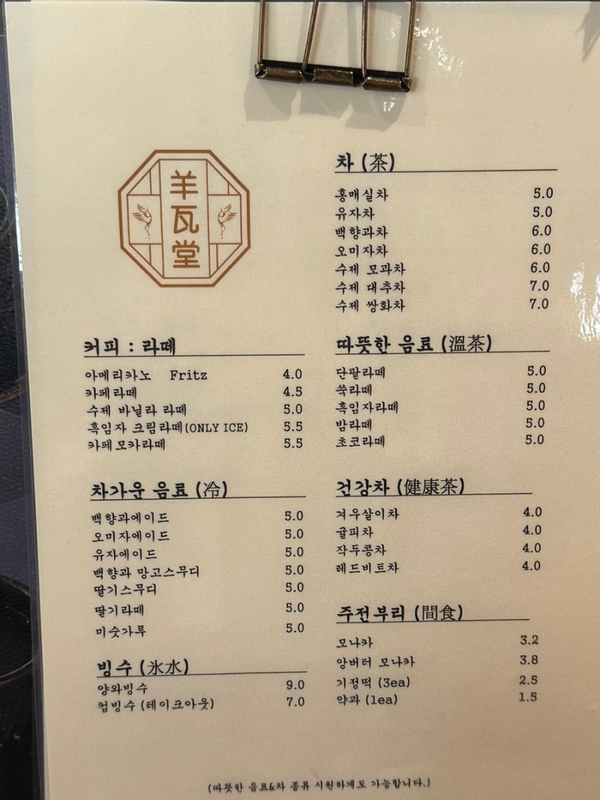 羊
瓦
堂
커피 : 라떼
아메리카노 Fritz 4.0
카페라떼 4.5
수제 바닐라 라떼 5.0
흑임자 크림라떼(ONLY ICE) 5.5
카페모카라떼 5.5
차가운 음료 (冷)
백향과에이드 5.0
오미자에이드 5.0
유자에이드 5.0
백향과 망고스무디 5.0
딸기스무디 5.0
딸기라떼 5.0
미숫가루 5.0
빙수 (氷水)
양와빙수 9.0
컵빙수 (테이크아웃) 7.0
차 (茶)
홍매실차 5.0
유자차 5.0
백향과차 6.0
오미자차 6.0
수제 모과차 6.0
수제 대추차 7.0
수제 쌍화차 7.0
따뜻한 음료 (溫茶)
단팥라떼 5.0
쑥라떼 5.0
흑임자라떼 5.0
밤라떼 5.0
초코라떼 5.0
건강차 (健康茶)
겨우살이차 4.0
귤피차 4.0
작두콩차 4.0
레드비트차 4.0
주전부리 (間食)
모나카 3.2
앙버터 모나카 3.8
기정떡 (3ea) 2.5
약과 (1ea) 1.5
(따뜻한 음료&차 종류 시원하게도 가능합니다.)